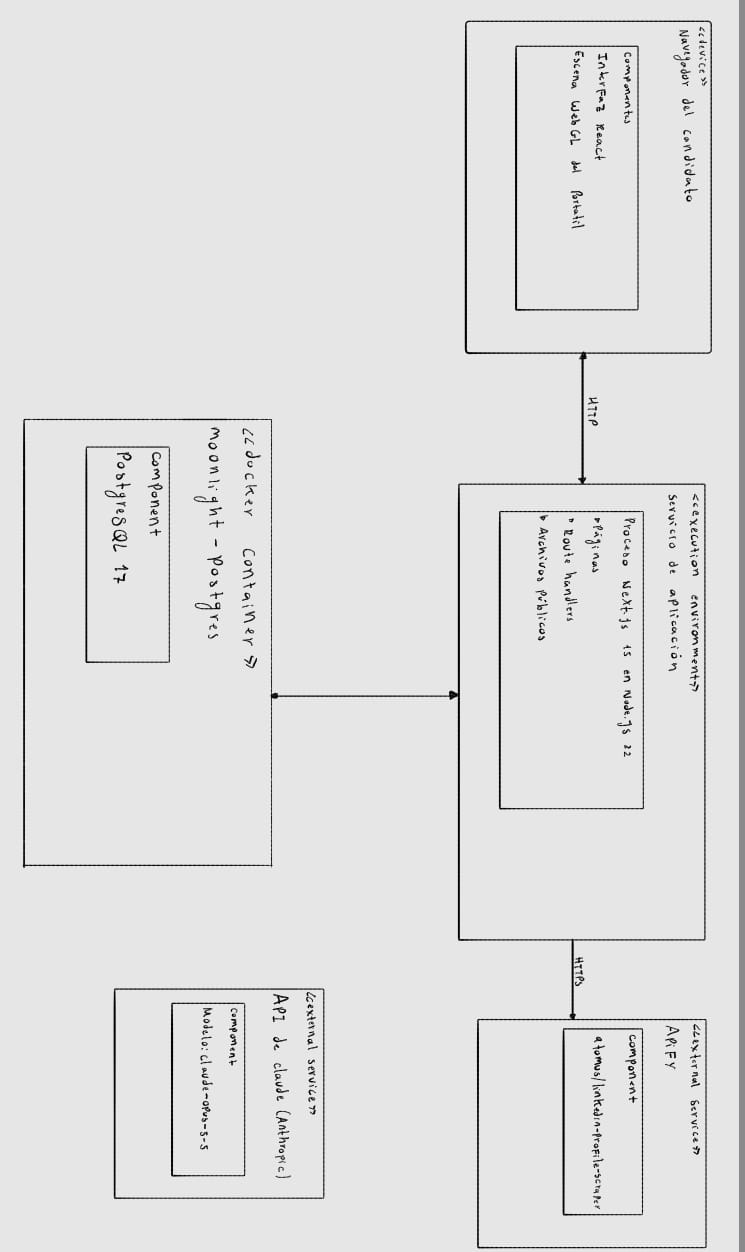 <<device>>
Navegador del candidato
Componentes
Interfaz React
Escena WebGL del Portatil
HTTP
<<execution environment>>
Servicio de aplicación
Proceso Next.js 15 en Node.js 22
Páginas
Route handlers
Archivos Públicos
HTTPS
<<external service>>
APiFY
component
atomus/linkedin-profile-scraper
<<docker container>>
moonlight-Postgres
component
PostgreSQL 17
<<external service>>
API de claude (Anthropic)
component
Modelo: claude-opus-5-5